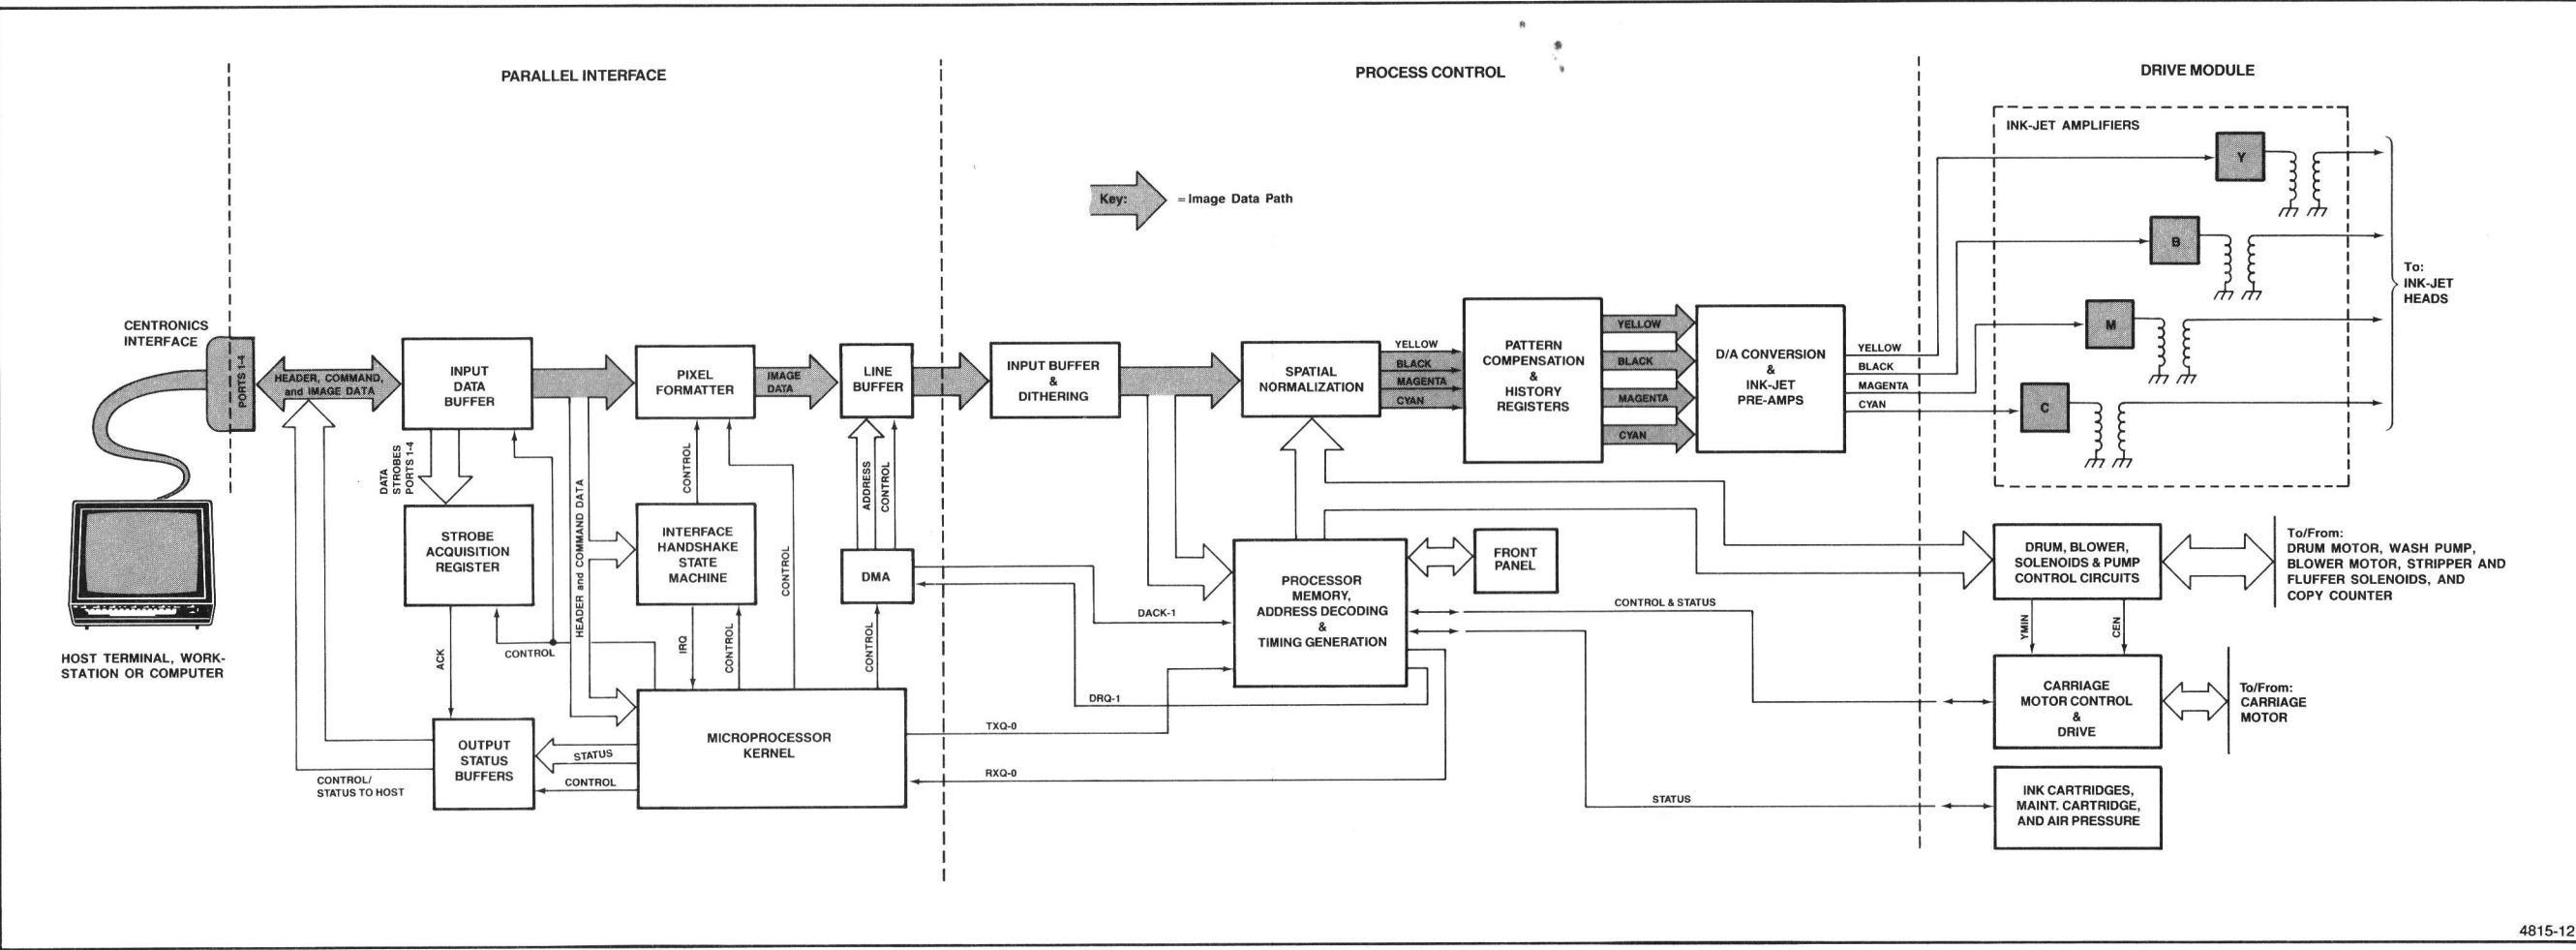 PARALLEL INTERFACE
PROCESS CONTROL
DRIVE MODULE
INK-JET AMPLIFIERS
Y
B
M
C
To:
INK-JET
HEADS
Key:
= Image Data Path
CENTRONICS
INTERFACE
PORTS 1-4
HEADER, COMMAND,
and IMAGE DATA
INPUT
DATA
BUFFER
PIXEL
FORMATTER
IMAGE
DATA
LINE
BUFFER
INPUT BUFFER
&
DITHERING
SPATIAL
NORMALIZATION
YELLOW
BLACK
MAGENTA
CYAN
PATTERN
COMPENSATION
&
HISTORY
REGISTERS
YELLOW
BLACK
MAGENTA
CYAN
D/A CONVERSION
&
INK-JET
PRE-AMPS
YELLOW
BLACK
MAGENTA
CYAN
DATA
STROBES
PORTS 1-4
HEADER and COMMAND DATA
CONTROL
CONTROL
ADDRESS
CONTROL
STROBE
ACQUISITION
REGISTER
INTERFACE
HANDSHAKE
STATE
MACHINE
DMA
FRONT
PANEL
PROCESSOR
MEMORY,
ADDRESS DECODING
&
TIMING GENERATION
DRUM, BLOWER,
SOLENOIDS & PUMP
CONTROL CIRCUITS
To/From:
DRUM MOTOR, WASH PUMP,
BLOWER MOTOR, STRIPPER AND
FLUFFER SOLENOIDS, AND
COPY COUNTER
HOST TERMINAL, WORK-
STATION OR COMPUTER
ACK
CONTROL
IRQ
CONTROL
CONTROL
DACK-1
CONTROL & STATUS
YMIN
CEN
DRQ-1
TXQ-0
RXQ-0
CARRIAGE
MOTOR CONTROL
&
DRIVE
To/From:
CARRIAGE
MOTOR
OUTPUT
STATUS
BUFFERS
STATUS
CONTROL
MICROPROCESSOR
KERNEL
CONTROL/
STATUS TO HOST
STATUS
INK CARTRIDGES,
MAINT. CARTRIDGE,
AND AIR PRESSURE
4815-12